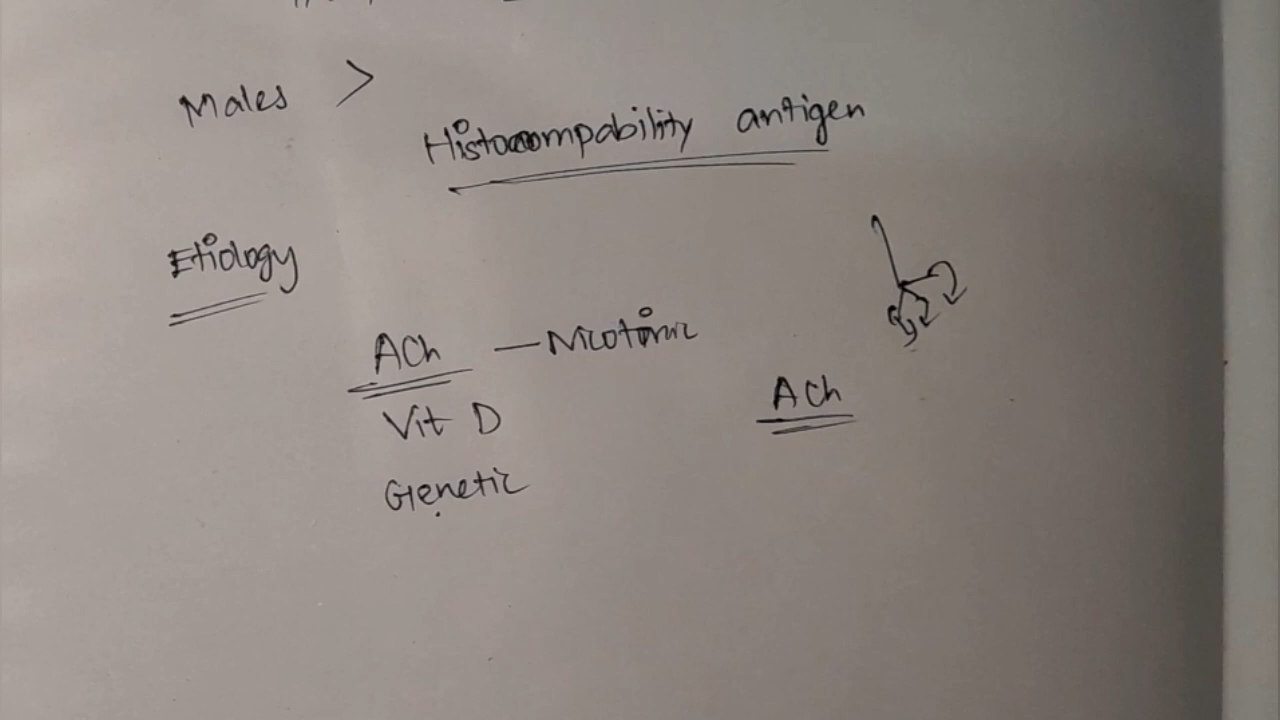 Males >
Histocompability antigen
Etiology
ACh — Nicotinic
Vit D
ACh
Genetic